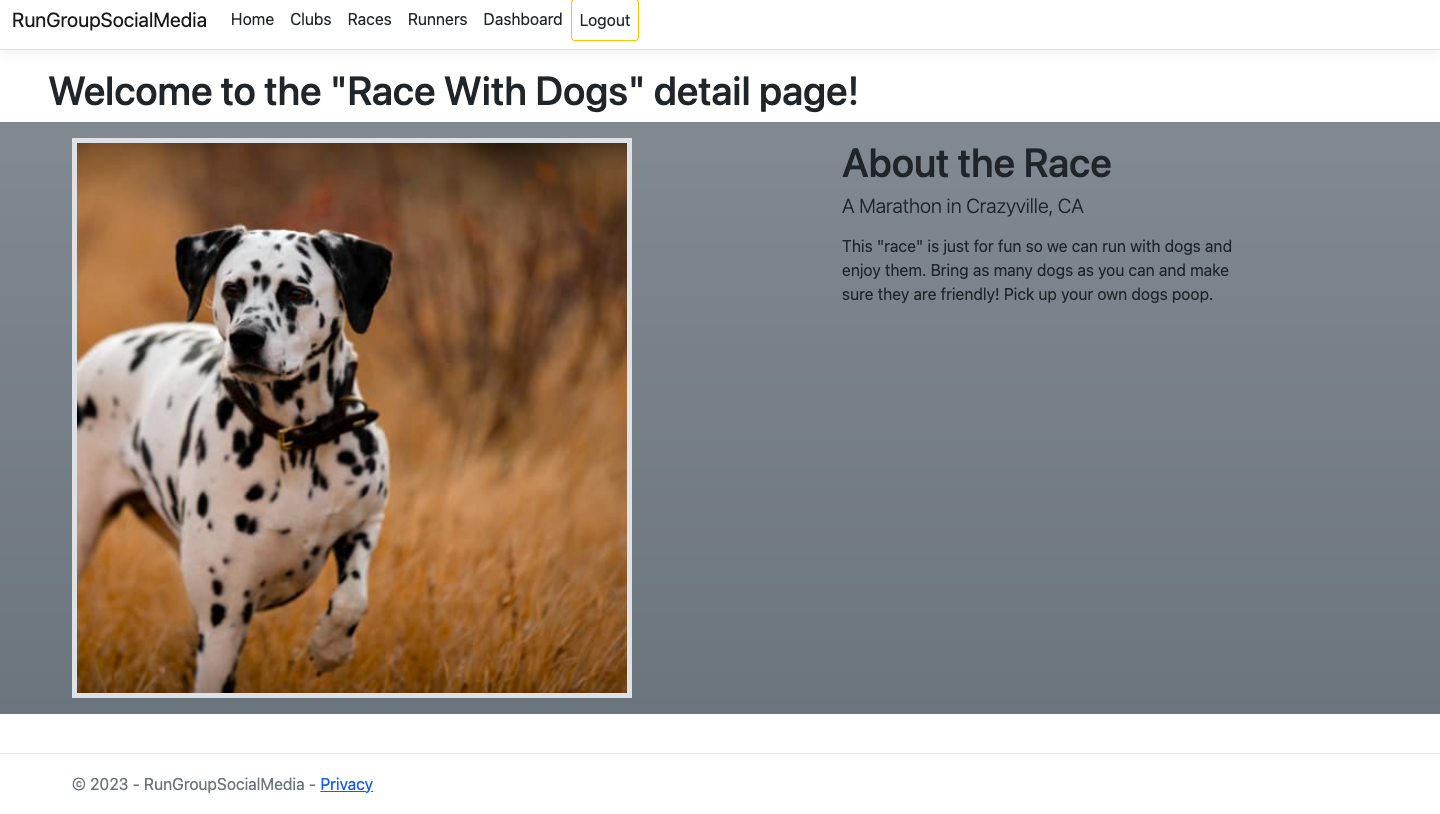 RunGroupSocialMedia Home Clubs Races Runners Dashboard Logout
Welcome to the "Race With Dogs" detail page!
About the Race
A Marathon in Crazyville, CA
This "race" is just for fun so we can run with dogs and
enjoy them. Bring as many dogs as you can and make
sure they are friendly! Pick up your own dogs poop.
© 2023 - RunGroupSocialMedia - Privacy